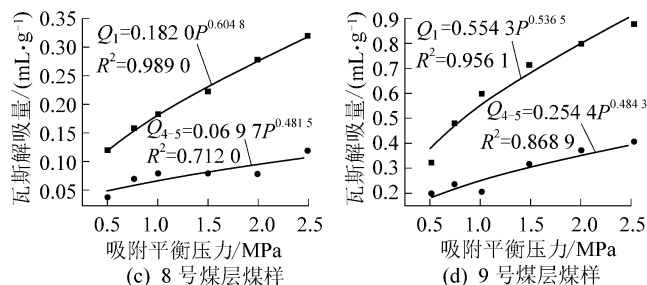 瓦斯解吸量/(mL·g⁻¹)
0.35
0.30
0.25
0.20
0.15
0.10
0.05
Q₁=0.182 0P^0.604 8
R²=0.989 0
Q₄₋₅=0.06 9 7P^0.481 5
R²=0.712 0
0.5 1.0 1.5 2.0 2.5
吸附平衡压力/MPa
(c) 8 号煤层煤样
瓦斯解吸量/(mL·g⁻¹)
0.9
0.8
0.7
0.6
0.5
0.4
0.3
0.2
Q₁=0.554 3P^0.536 5
R²=0.956 1
Q₄₋₅=0.254 4P^0.484 3
R²=0.868 9
0.5 1.0 1.5 2.0 2.5
吸附平衡压力/MPa
(d) 9 号煤层煤样